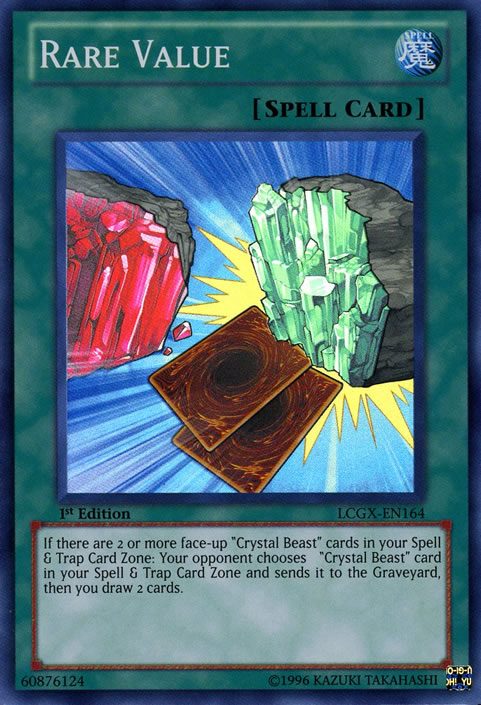 RARE VALUE
SPELL
魔
[SPELL CARD]
1st Edition
LCGX-EN164
If there are 2 or more face-up "Crystal Beast" cards in your Spell
& Trap Card Zone: Your opponent chooses "Crystal Beast" card
in your Spell & Trap Card Zone and sends it to the Graveyard,
then you draw 2 cards.
60876124
©1996 KAZUKI TAKAHASHI